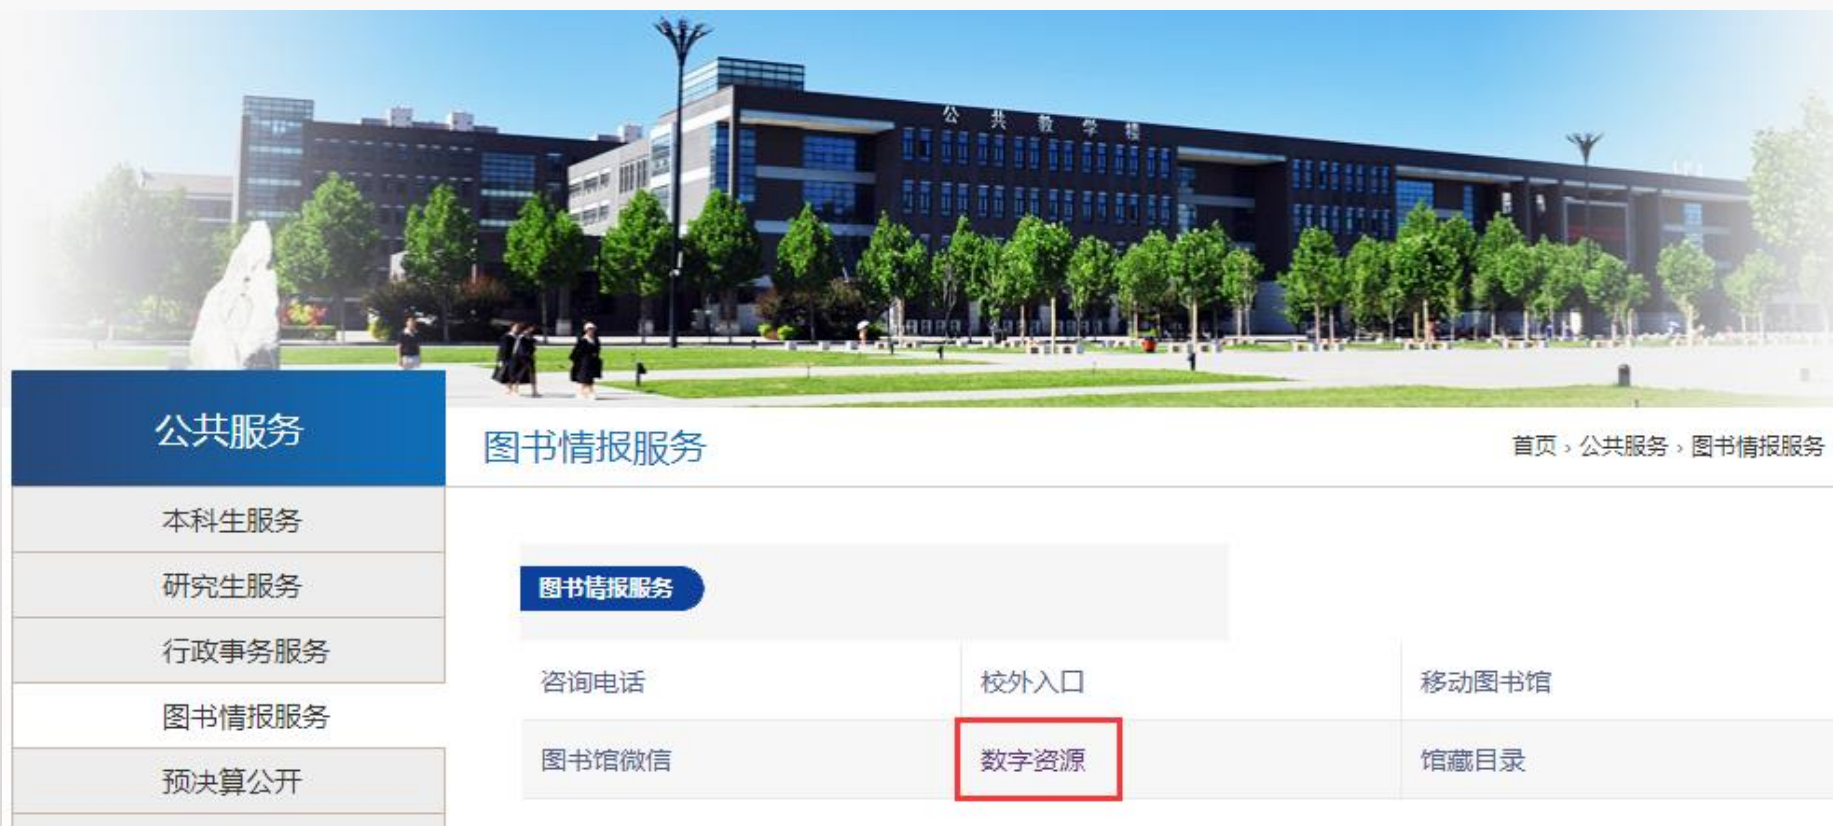 公共教学楼
公共服务
图书情报服务
首页 › 公共服务 › 图书情报服务
本科生服务
研究生服务
行政事务服务
图书情报服务
预决算公开
图书情报服务
咨询电话 校外入口 移动图书馆
图书馆微信 数字资源 馆藏目录